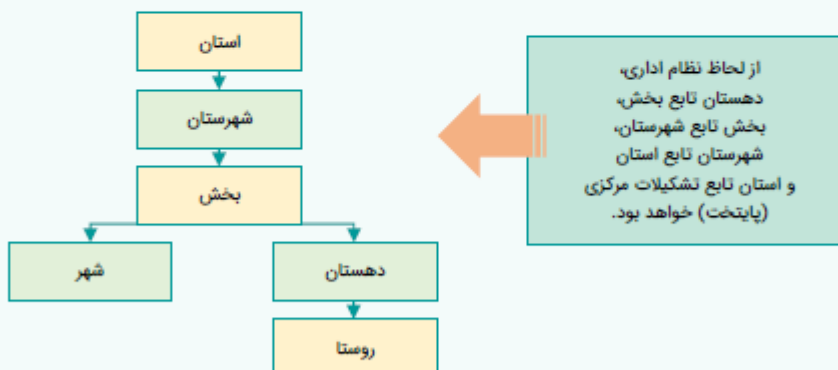 استان
شهرستان
بخش
شهر
دهستان
روستا
از لحاظ نظام اداری،
دهستان تابع بخش،
بخش تابع شهرستان،
شهرستان تابع استان
و استان تابع تشکیلات مرکزی
(پایتخت) خواهد بود.